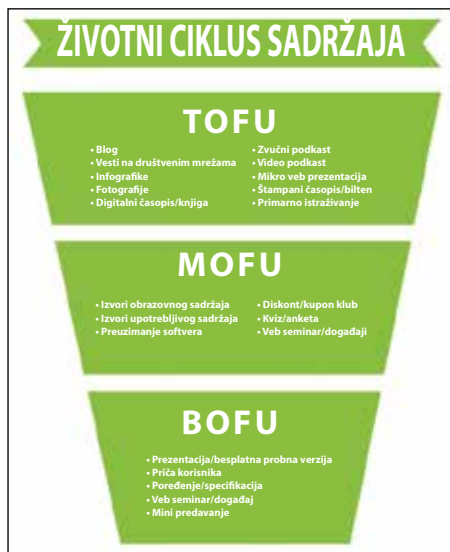 ŽIVOTNI CIKLUS SADRŽAJA
TOFU
• Blog
• Vesti na društvenim mrežama
• Infografike
• Fotografije
• Digitalni časopis/knjiga
• Zvučni podkast
• Video podkast
• Mikro veb prezentacija
• Štampani časopis/bilten
• Primarno istraživanje
MOFU
• Izvori obrazovnog sadržaja
• Izvori upotrebljivog sadržaja
• Preuzimanje softvera
• Diskont/kupon klub
• Kviz/anketa
• Veb seminar/događaji
BOFU
• Prezentacija/besplatna probna verzija
• Priča korisnika
• Poređenje/specifikacija
• Veb seminar/događaj
• Mini predavanje